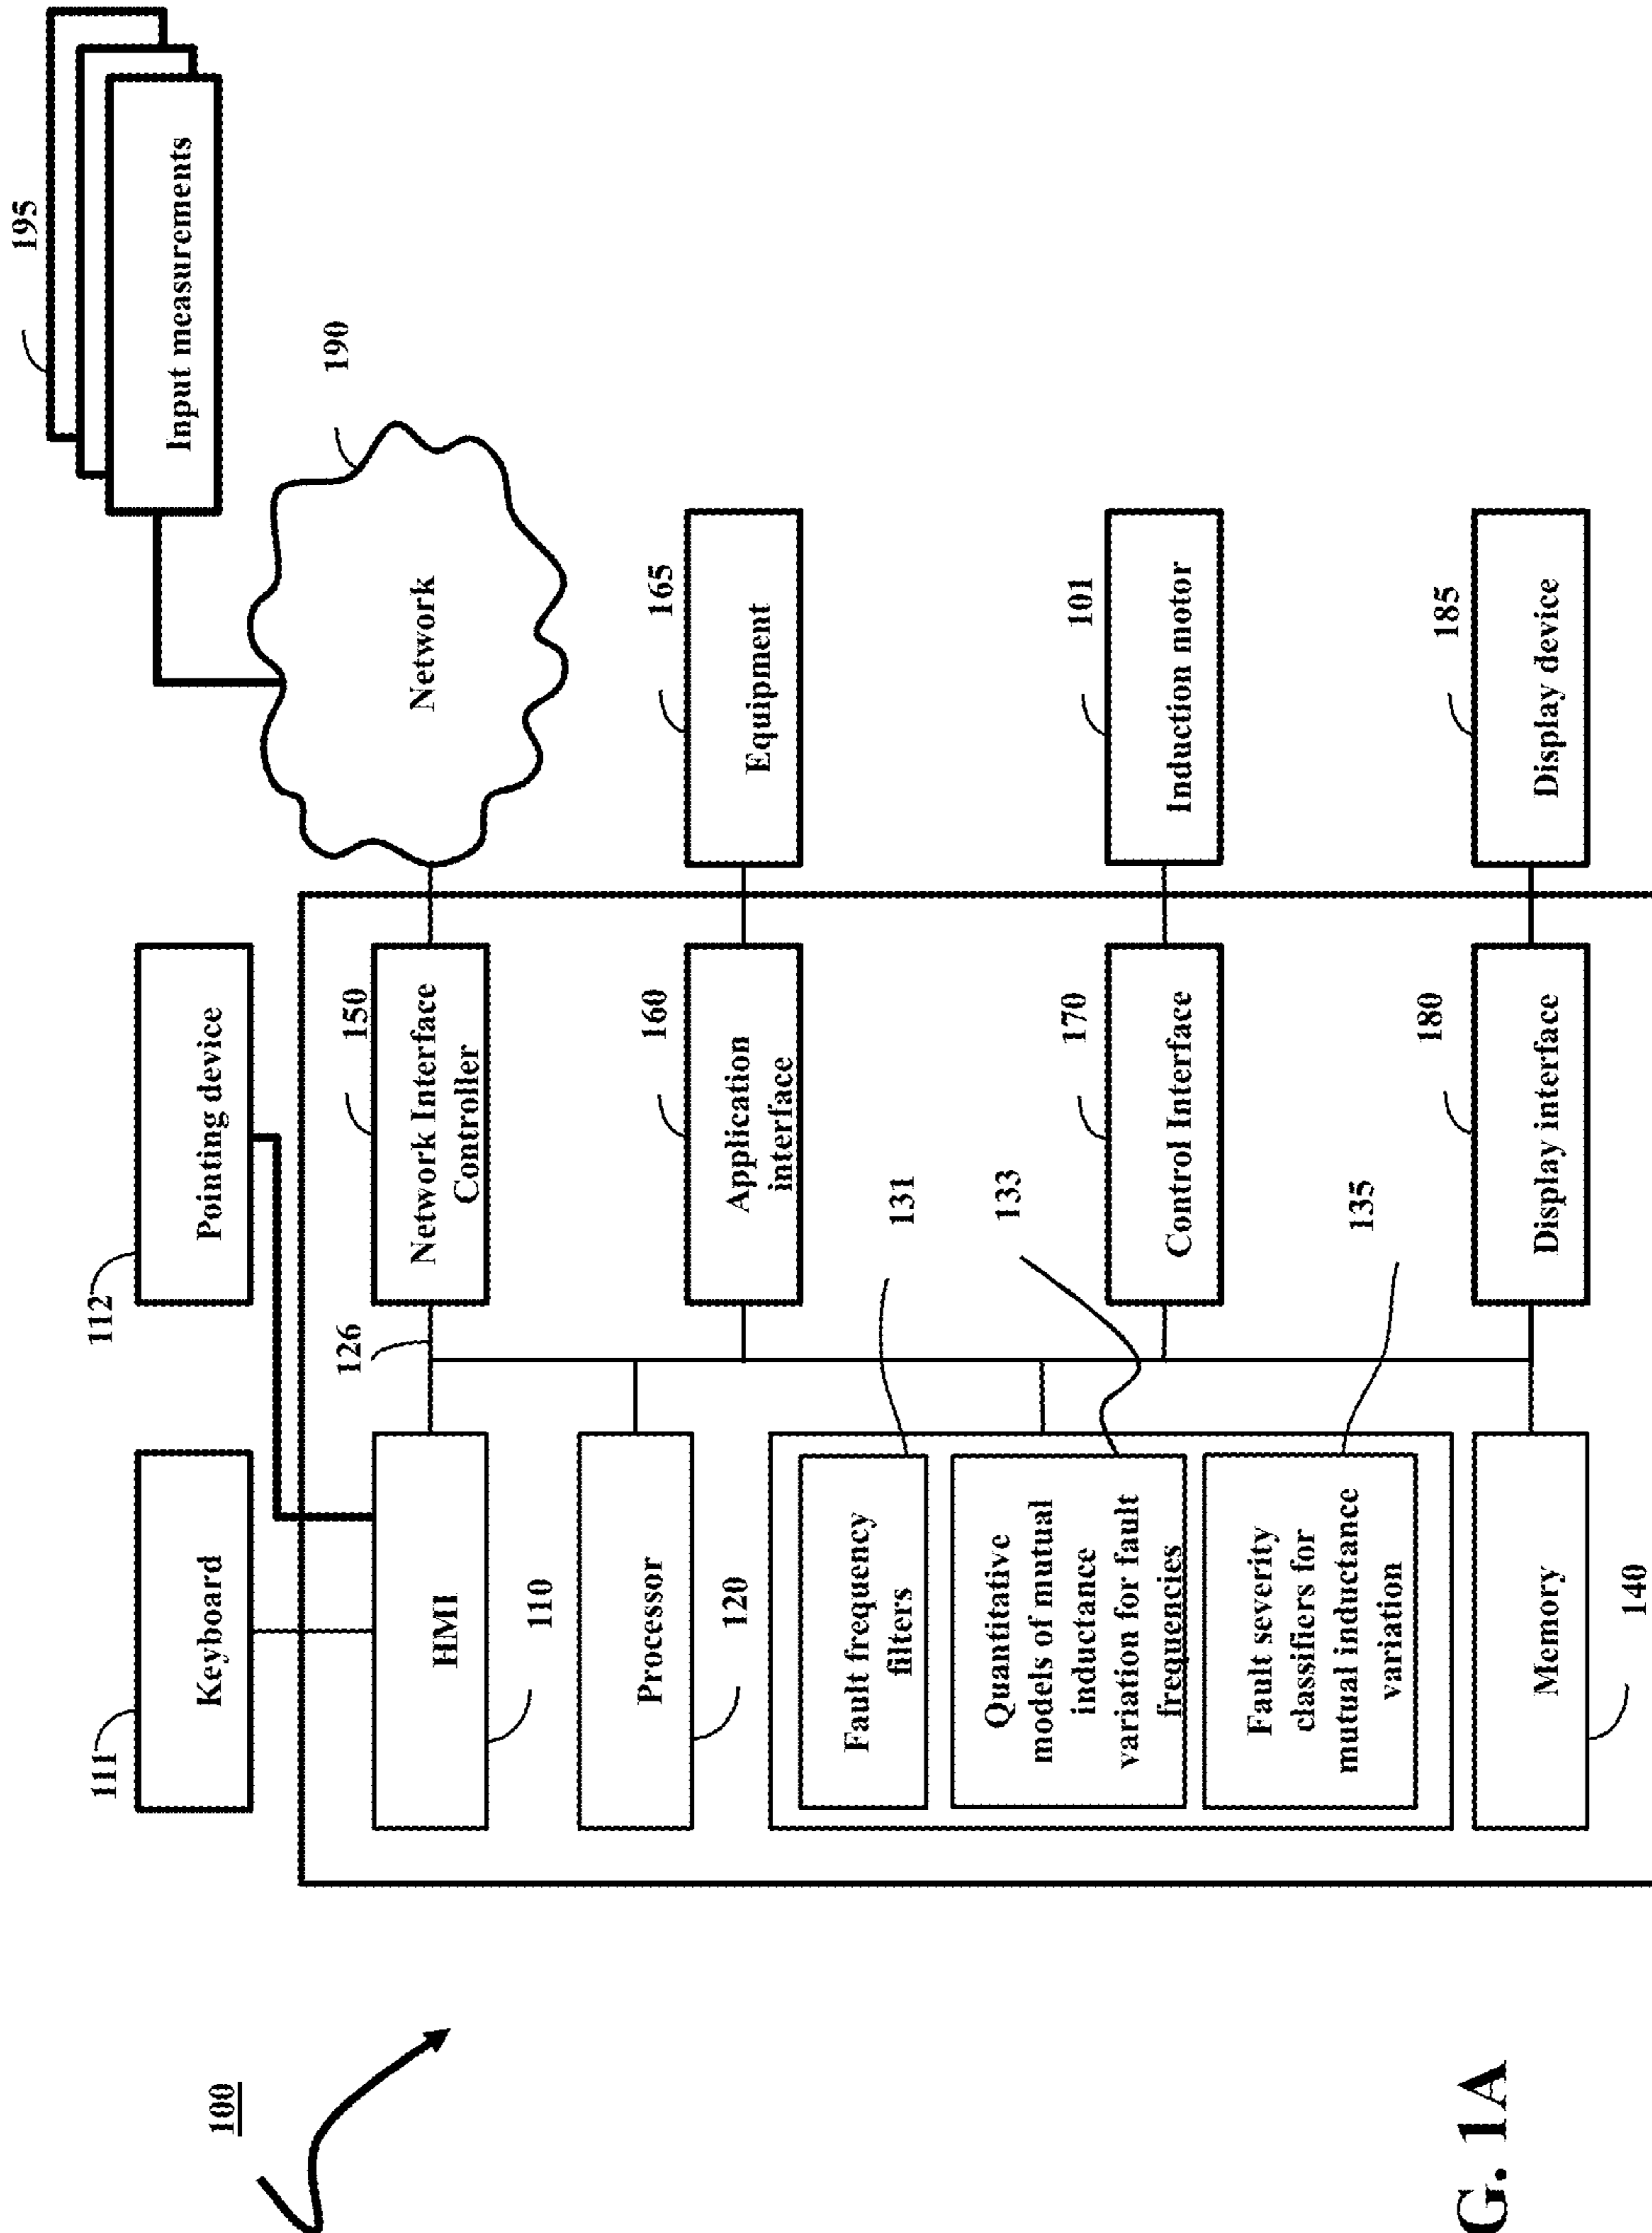 100
111
Keyboard
112
Pointing device
195
Input measurements
HMI
110
126
150
Network Interface
Controller
190
Network
Processor
120
160
Application
interface
165
Equipment
131
Fault frequency
filters
133
Quantitative
models of mutual
inductance
variation for fault
frequencies
170
Control Interface
101
Induction motor
135
Fault severity
classifiers for
mutual inductance
variation
180
Display interface
185
Display device
Memory
140
G. 1A